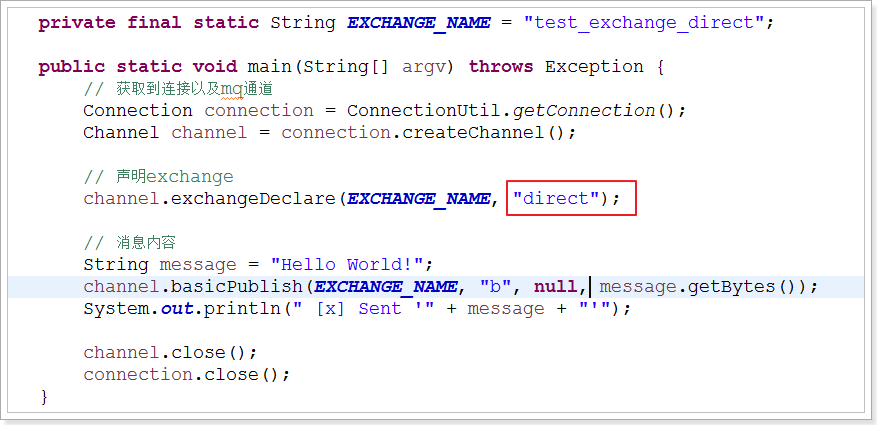 private final static String EXCHANGE_NAME = "test_exchange_direct";
public static void main(String[] argv) throws Exception {
// 获取到连接以及mq通道
Connection connection = ConnectionUtil.getConnection();
Channel channel = connection.createChannel();
// 声明exchange
channel.exchangeDeclare(EXCHANGE_NAME, "direct");
// 消息内容
String message = "Hello World!";
channel.basicPublish(EXCHANGE_NAME, "b", null, message.getBytes());
System.out.println(" [x] Sent '" + message + "'");
channel.close();
connection.close();
}